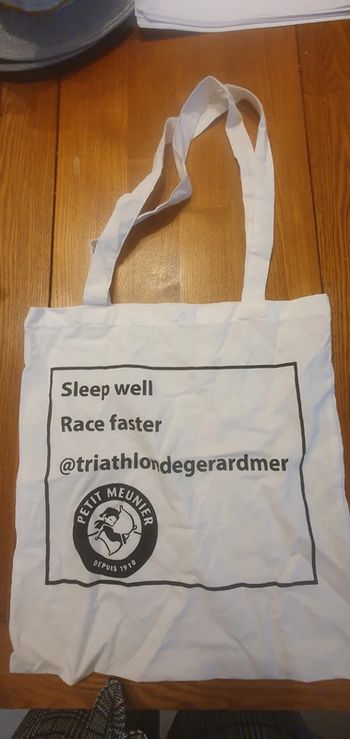 Sleep well
Race faster
@triathlondegerardmer
PETIT MEUNIER
DEPUIS 1910